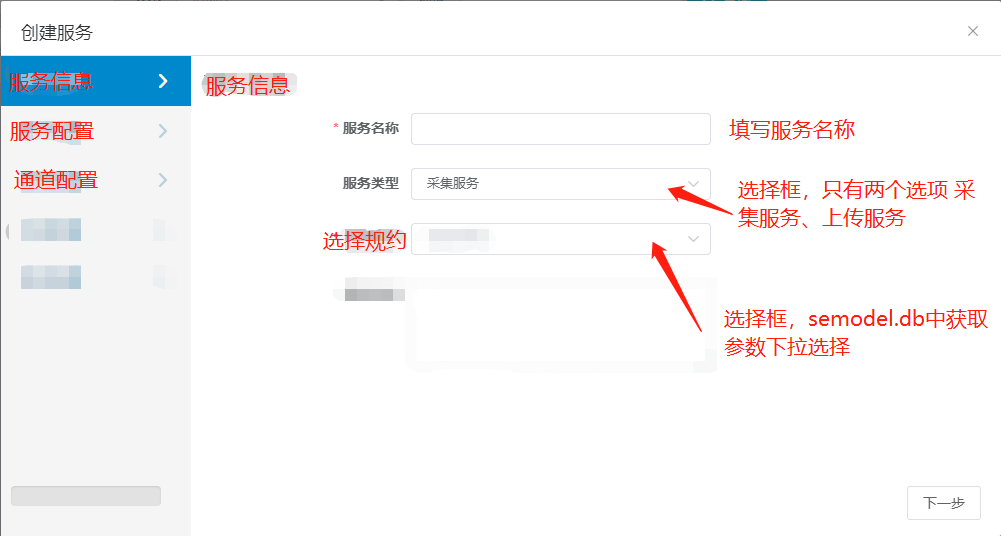 创建服务
服务信息
服务配置
通道配置
服务信息
* 服务名称
填写服务名称
服务类型
采集服务
选择框，只有两个选项 采
集服务、上传服务
选择规约
选择框，semodel.db中获取
参数下拉选择
下一步